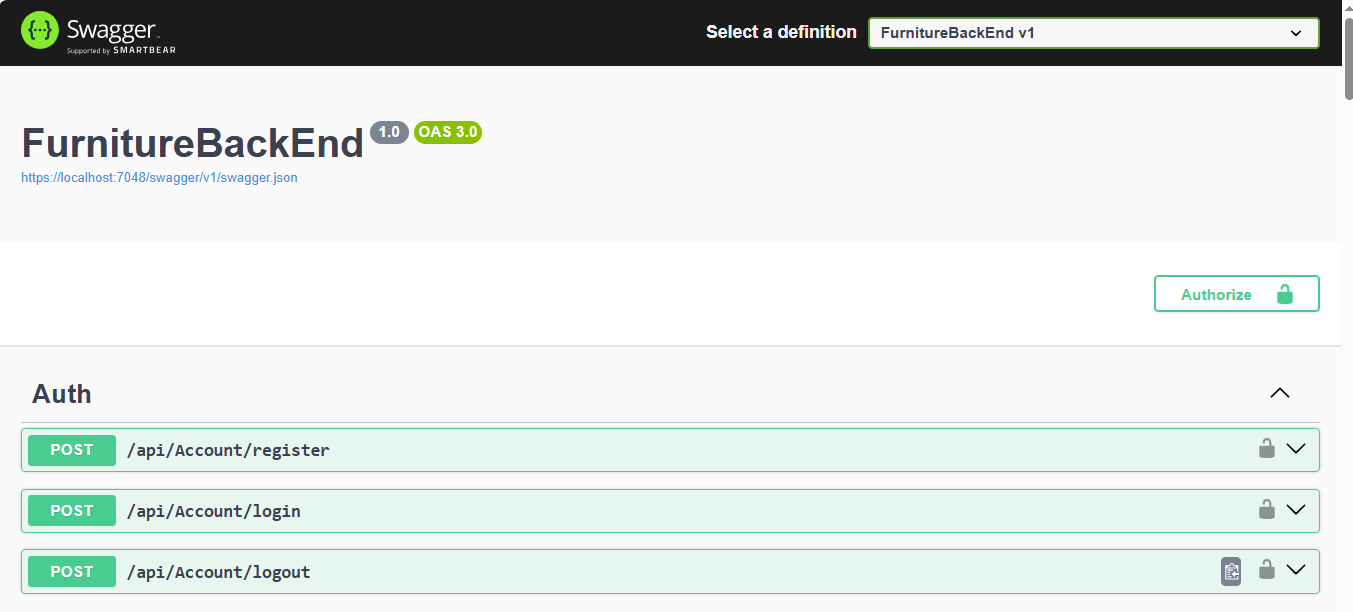 Swagger
Supported by SMARTBEAR
Select a definition
FurnitureBackEnd v1
FurnitureBackEnd 1.0 OAS 3.0
https://localhost:7048/swagger/v1/swagger.json
Authorize
Auth
POST /api/Account/register
POST /api/Account/login
POST /api/Account/logout